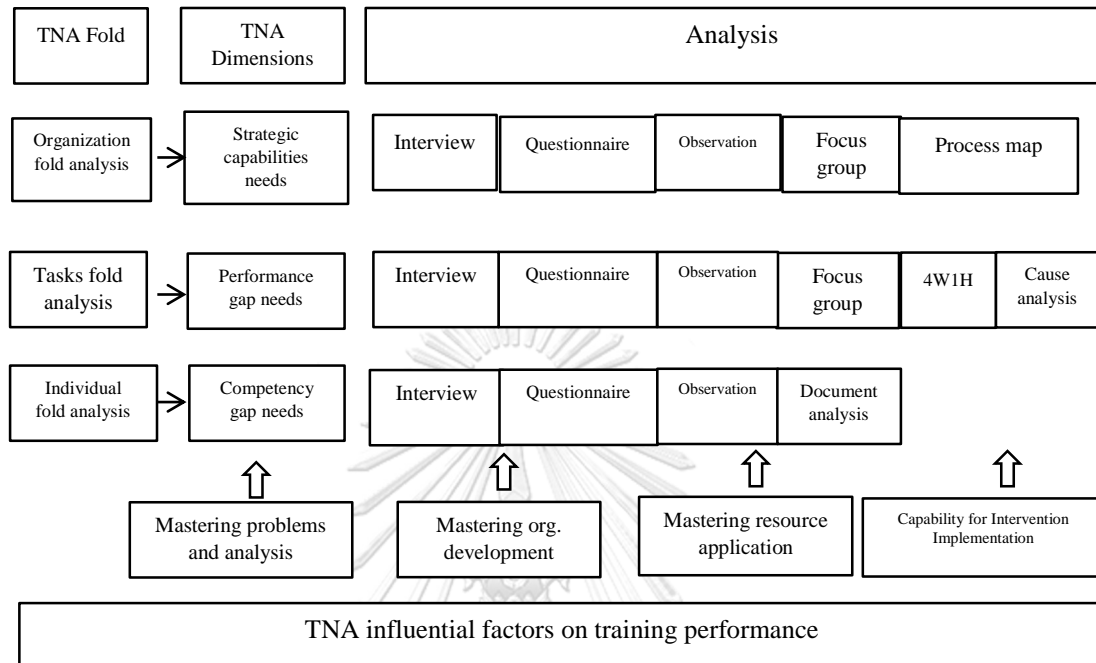 TNA Fold
TNA
Dimensions
Analysis
Organization
fold analysis
Strategic
capabilities
needs
Interview
Questionnaire
Observation
Focus
group
Process map
Tasks fold
analysis
Performance
gap needs
Interview
Questionnaire
Observation
Focus
group
4W1H
Cause
analysis
Individual
fold analysis
Competency
gap needs
Interview
Questionnaire
Observation
Document
analysis
Mastering problems
and analysis
Mastering org.
development
Mastering resource
application
Capability for Intervention
Implementation
TNA influential factors on training performance